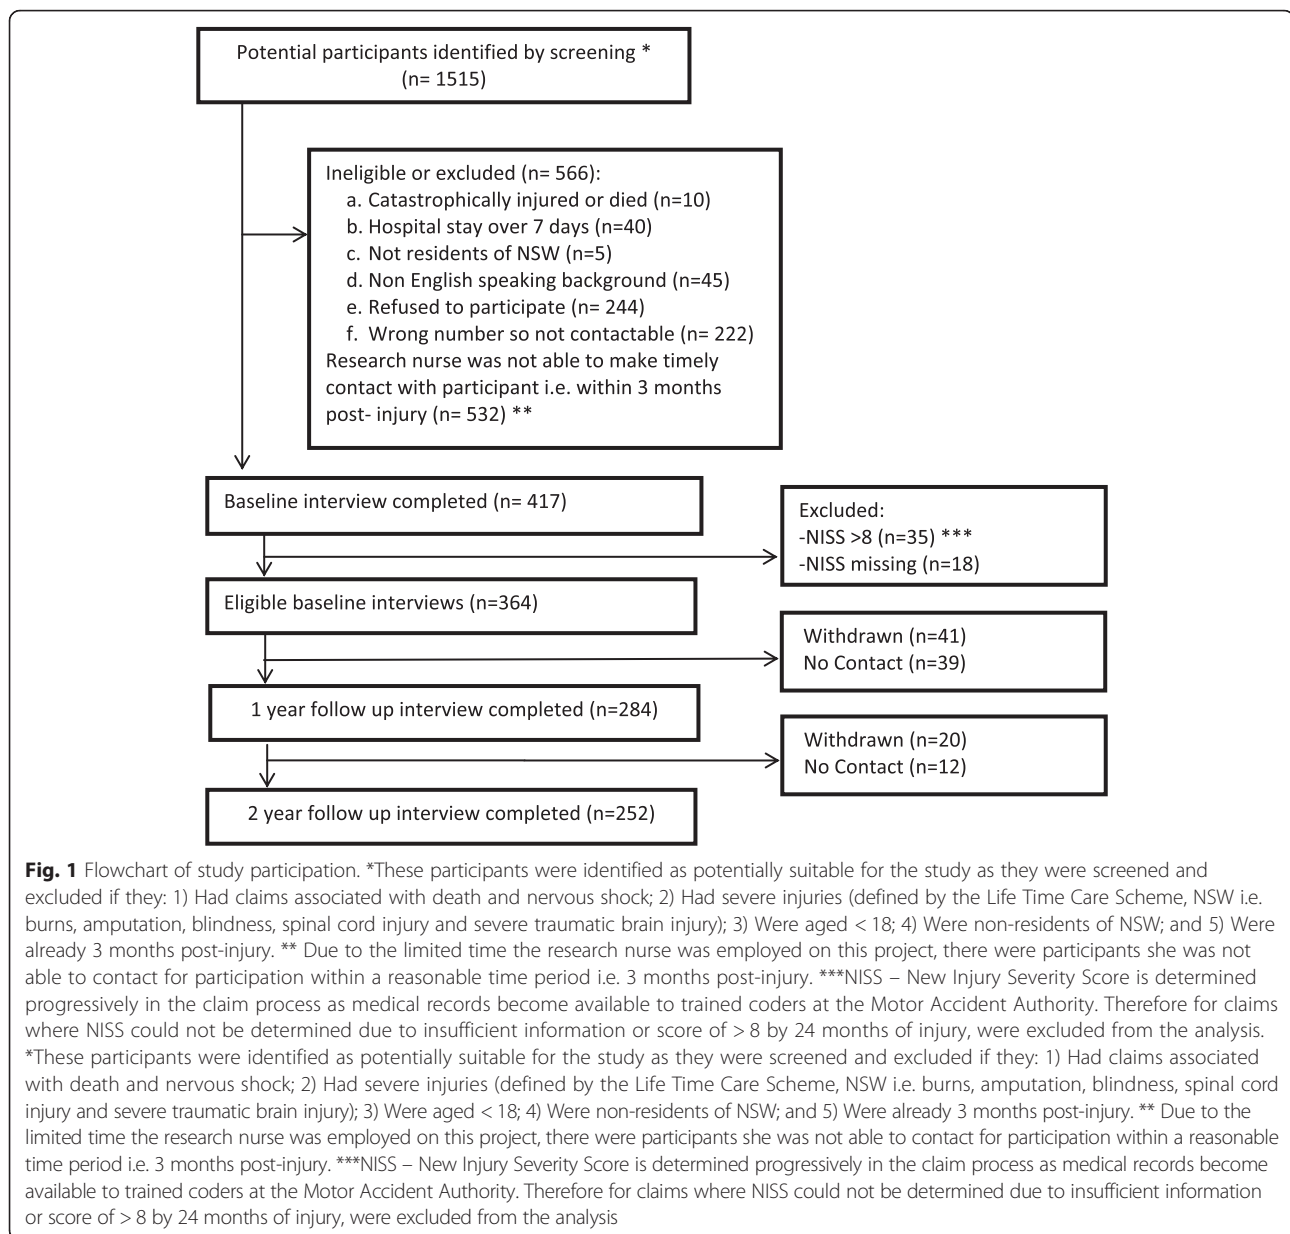 Potential participants identified by screening *
(n= 1515)
Ineligible or excluded (n= 566):
a. Catastrophically injured or died (n=10)
b. Hospital stay over 7 days (n=40)
c. Not residents of NSW (n=5)
d. Non English speaking background (n=45)
e. Refused to participate (n= 244)
f. Wrong number so not contactable (n= 222)
Research nurse was not able to make timely
contact with participant i.e. within 3 months
post- injury (n= 532) **
Baseline interview completed (n= 417)
Excluded:
-NISS >8 (n=35) ***
-NISS missing (n=18)
Eligible baseline interviews (n=364)
Withdrawn (n=41)
No Contact (n=39)
1 year follow up interview completed (n=284)
Withdrawn (n=20)
No Contact (n=12)
2 year follow up interview completed (n=252)
Fig. 1 Flowchart of study participation. *These participants were identified as potentially suitable for the study as they were screened and
excluded if they: 1) Had claims associated with death and nervous shock; 2) Had severe injuries (defined by the Life Time Care Scheme, NSW i.e.
burns, amputation, blindness, spinal cord injury and severe traumatic brain injury); 3) Were aged < 18; 4) Were non-residents of NSW; and 5) Were
already 3 months post-injury. ** Due to the limited time the research nurse was employed on this project, there were participants she was not
able to contact for participation within a reasonable time period i.e. 3 months post-injury. ***NISS – New Injury Severity Score is determined
progressively in the claim process as medical records become available to trained coders at the Motor Accident Authority. Therefore for claims
where NISS could not be determined due to insufficient information or score of > 8 by 24 months of injury, were excluded from the analysis.
*These participants were identified as potentially suitable for the study as they were screened and excluded if they: 1) Had claims associated
with death and nervous shock; 2) Had severe injuries (defined by the Life Time Care Scheme, NSW i.e. burns, amputation, blindness, spinal cord
injury and severe traumatic brain injury); 3) Were aged < 18; 4) Were non-residents of NSW; and 5) Were already 3 months post-injury. ** Due to the
limited time the research nurse was employed on this project, there were participants she was not able to contact for participation within a reasonable
time period i.e. 3 months post-injury. ***NISS – New Injury Severity Score is determined progressively in the claim process as medical records become
available to trained coders at the Motor Accident Authority. Therefore for claims where NISS could not be determined due to insufficient information
or score of > 8 by 24 months of injury, were excluded from the analysis